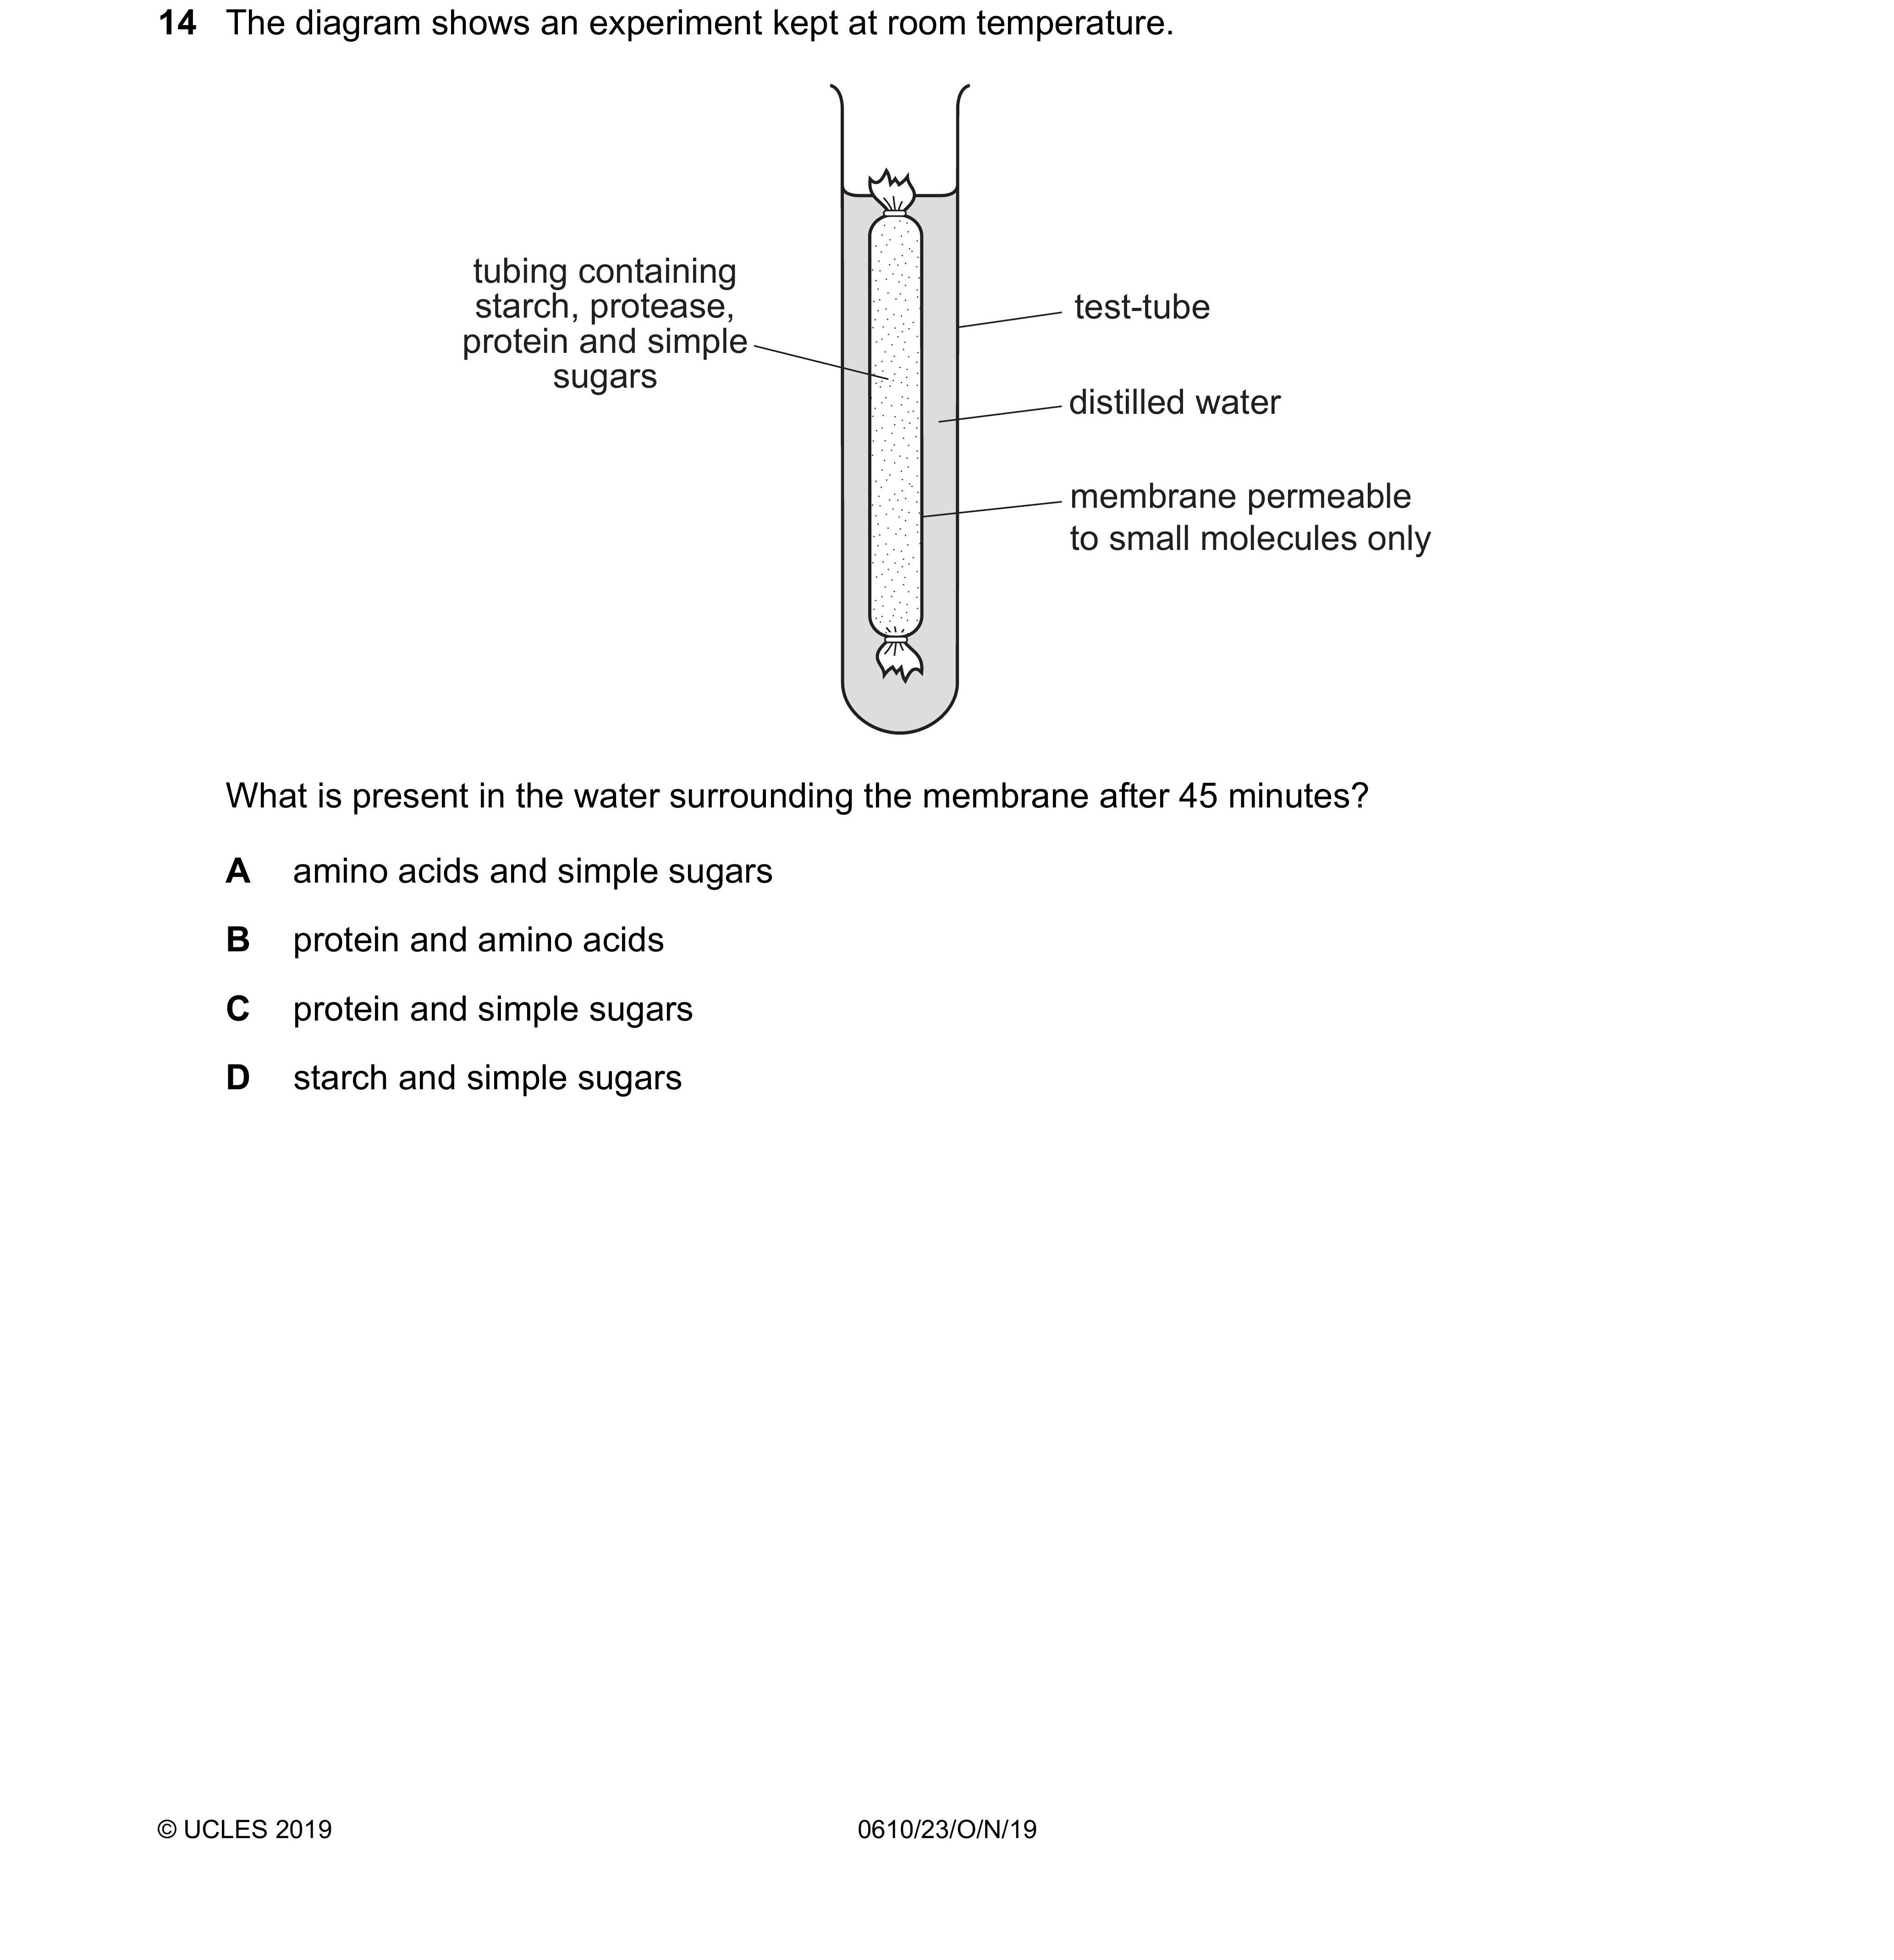 14 The diagram shows an experiment kept at room temperature.
tubing containing
starch, protease,
protein and simple
sugars
test-tube
distilled water
membrane permeable
to small molecules only
What is present in the water surrounding the membrane after 45 minutes?
A amino acids and simple sugars
B protein and amino acids
C protein and simple sugars
D starch and simple sugars
© UCLES 2019
0610/23/O/N/19